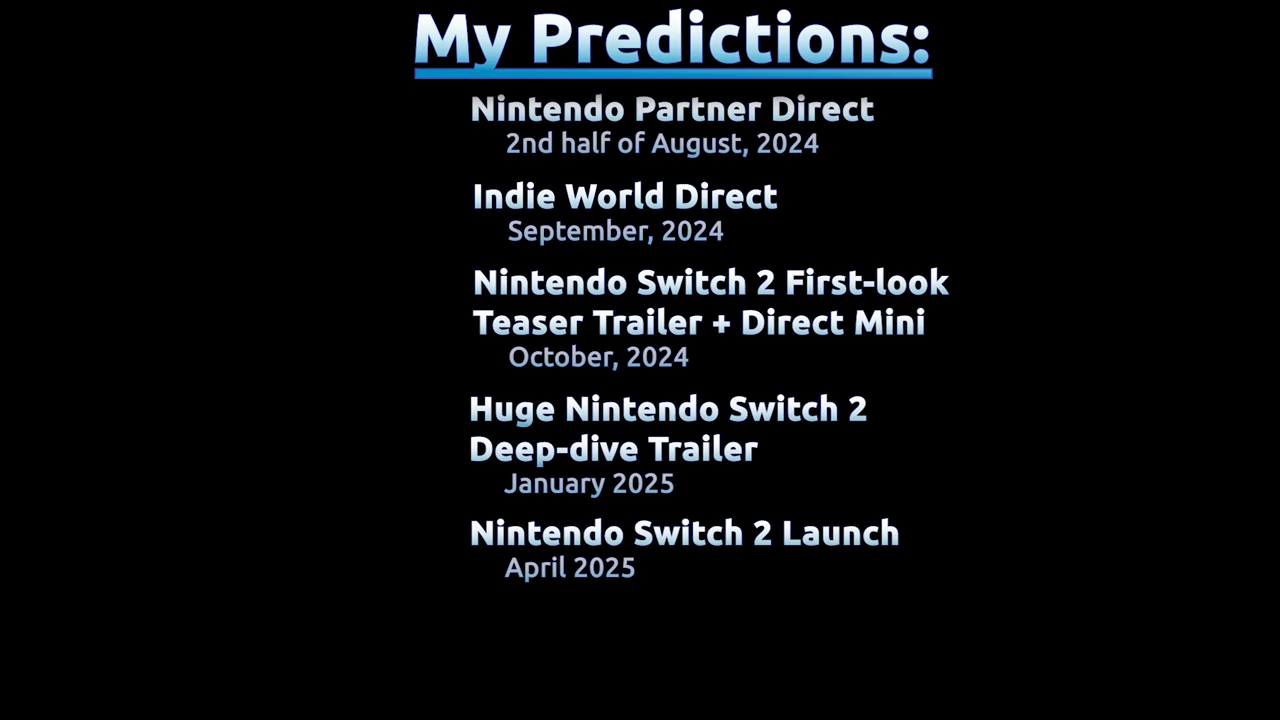 My Predictions:
Nintendo Partner Direct
2nd half of August, 2024
Indie World Direct
September, 2024
Nintendo Switch 2 First-look
Teaser Trailer + Direct Mini
October, 2024
Huge Nintendo Switch 2
Deep-dive Trailer
January 2025
Nintendo Switch 2 Launch
April 2025